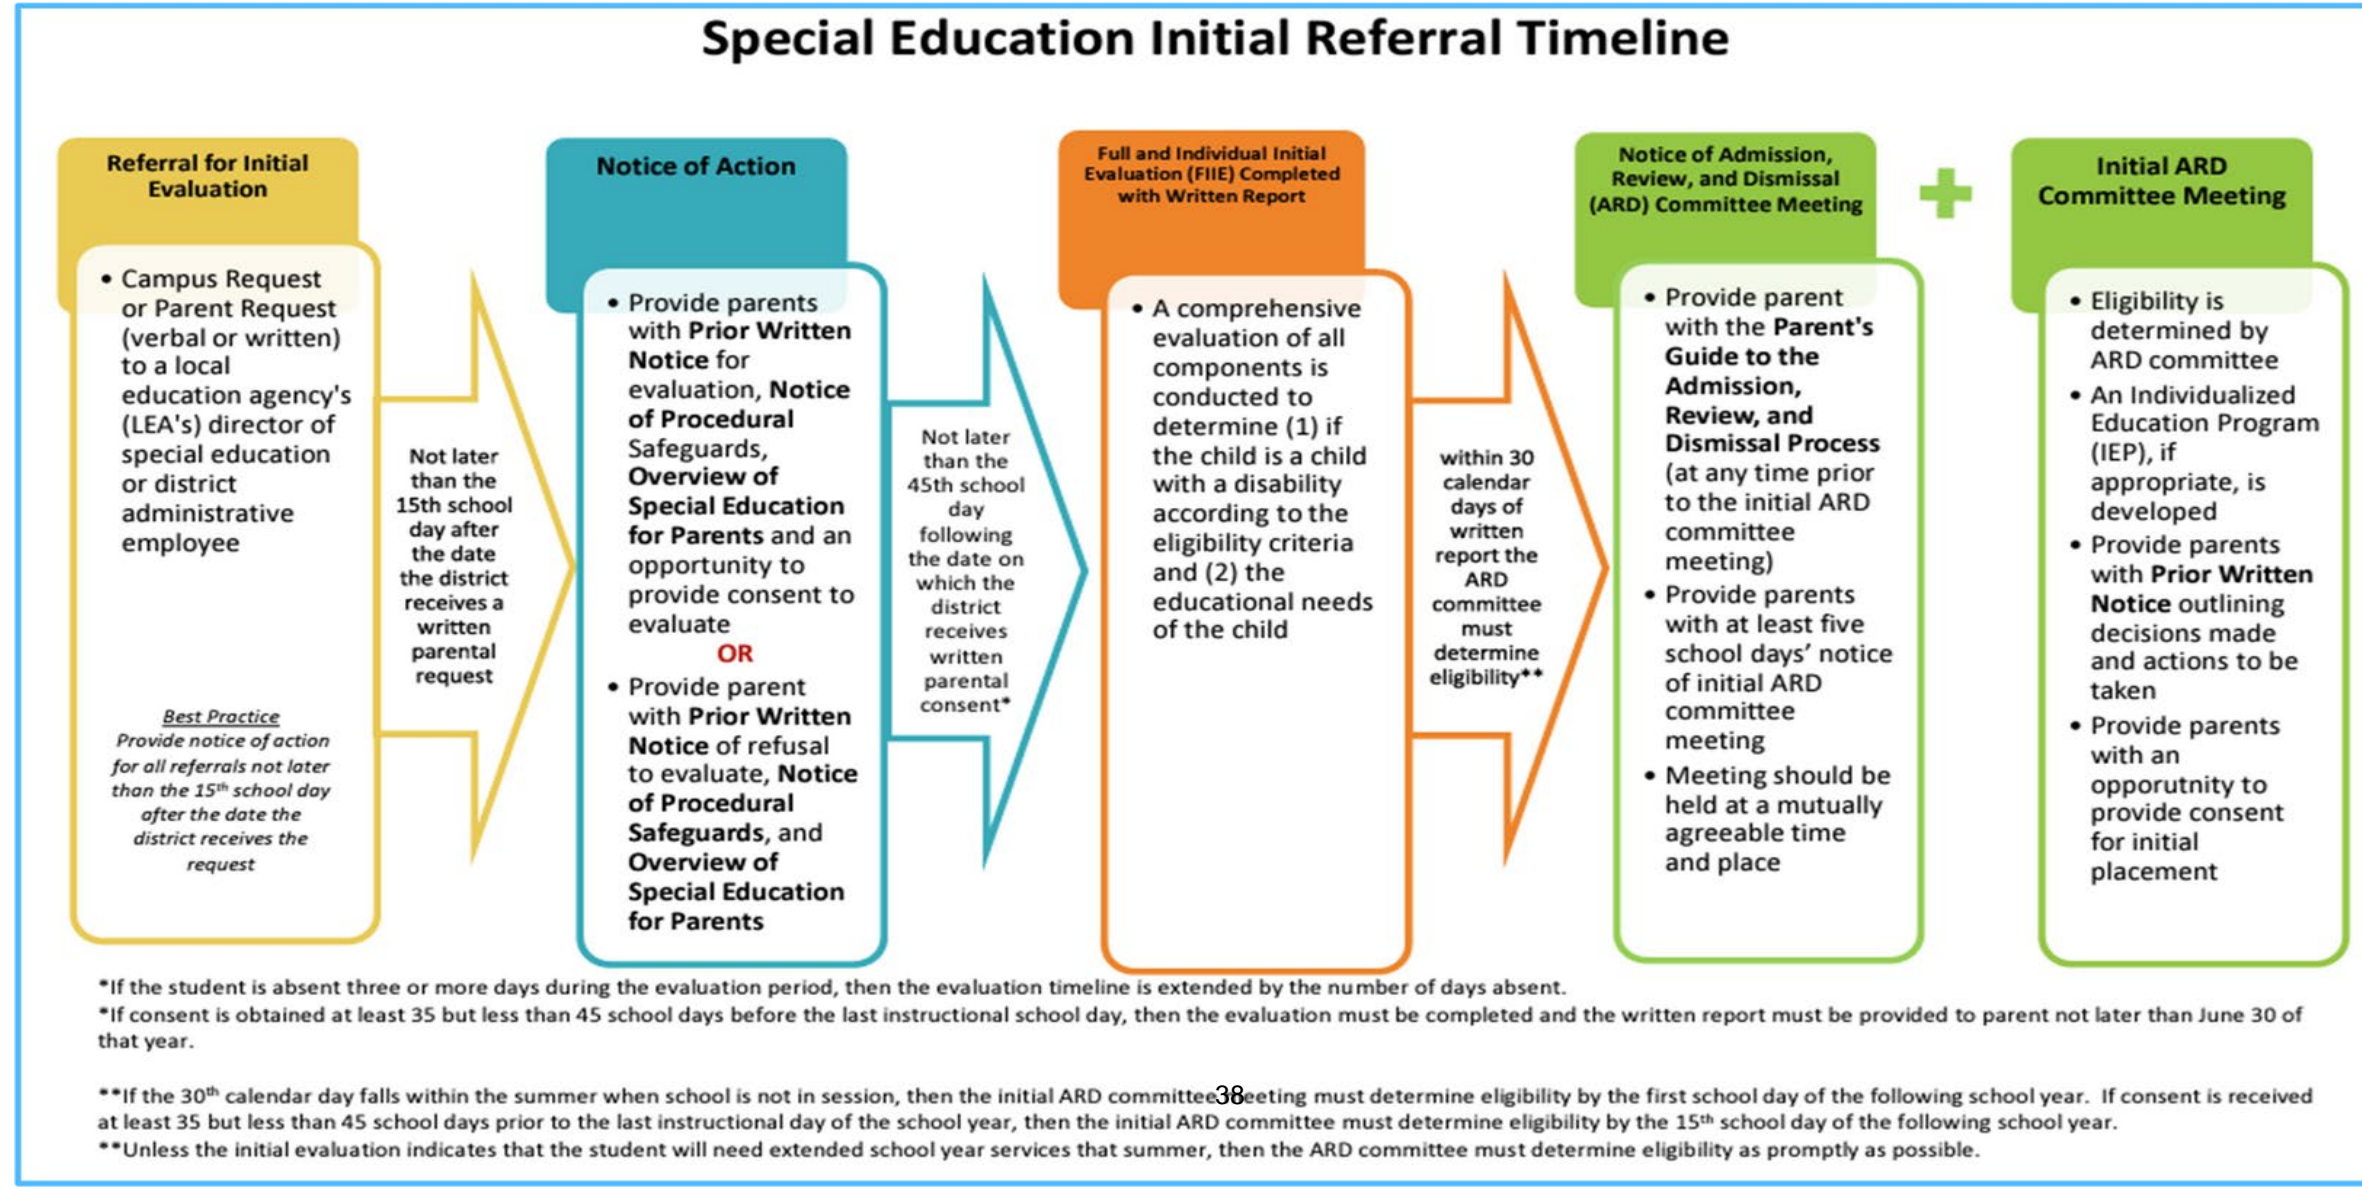 Special Education Initial Referral Timeline
Referral for Initial
Evaluation
• Campus Request
or Parent Request
(verbal or written)
to a local
education agency's
(LEA's) director of
special education
or district
administrative
employee
Best Practice
Provide notice of action
for all referrals not later
than the 15th school day
after the date the
district receives the
request
Not later
than the
15th school
day after
the date
the district
receives a
written
parental
request
Notice of Action
• Provide parents
with Prior Written
Notice for
evaluation, Notice
of Procedural
Safeguards,
Overview of
Special Education
for Parents and an
opportunity to
provide consent to
evaluate
OR
• Provide parent
with Prior Written
Notice of refusal
to evaluate, Notice
of Procedural
Safeguards, and
Overview of
Special Education
for Parents
Not later
than the
45th school
day
following
the date on
which the
district
receives
written
parental
consent*
Full and Individual Initial
Evaluation (FIIE) Completed
with Written Report
• A comprehensive
evaluation of all
components is
conducted to
determine (1) if
the child is a child
with a disability
according to the
eligibility criteria
and (2) the
educational needs
of the child
within 30
calendar
days of
written
report the
ARD
committee
must
determine
eligibility**
Notice of Admission,
Review, and Dismissal
(ARD) Committee Meeting
• Provide parent
with the Parent's
Guide to the
Admission,
Review, and
Dismissal Process
(at any time prior
to the initial ARD
committee
meeting)
• Provide parents
with at least five
school days' notice
of initial ARD
committee
meeting
• Meeting should be
held at a mutually
agreeable time
and place
Initial ARD
Committee Meeting
• Eligibility is
determined by
ARD committee
• An Individualized
Education Program
(IEP), if
appropriate, is
developed
• Provide parents
with Prior Written
Notice outlining
decisions made
and actions to be
taken
• Provide parents
with an
opporutnity to
provide consent
for initial
placement
*If the student is absent three or more days during the evaluation period, then the evaluation timeline is extended by the number of days absent.
*If consent is obtained at least 35 but less than 45 school days before the last instructional school day, then the evaluation must be completed and the written report must be provided to parent not later than June 30 of
that year.
**If the 30th calendar day falls within the summer when school is not in session, then the initial ARD committee meeting must determine eligibility by the first school day of the following school year. If consent is received
at least 35 but less than 45 school days prior to the last instructional day of the school year, then the initial ARD committee must determine eligibility by the 15th school day of the following school year.
**Unless the initial evaluation indicates that the student will need extended school year services that summer, then the ARD committee must determine eligibility as promptly as possible.
38